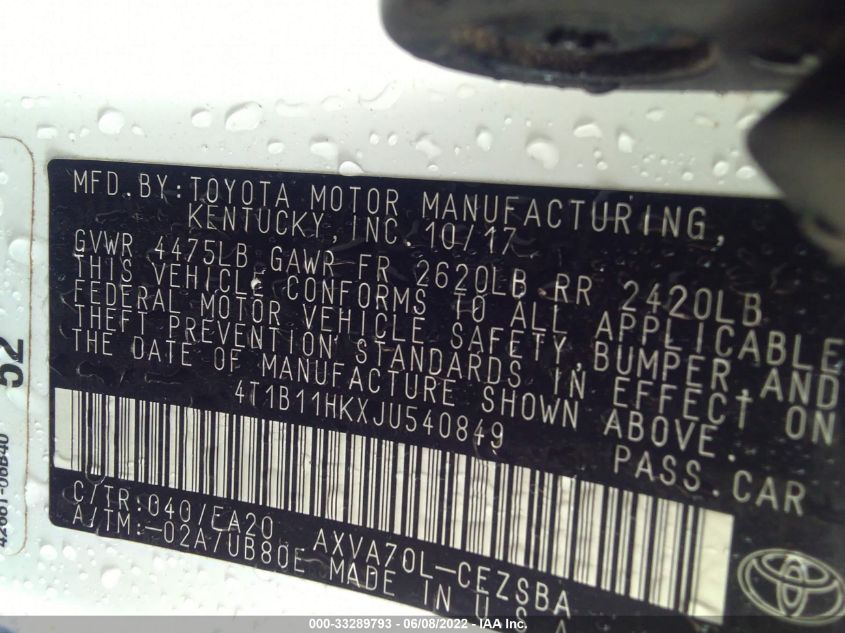 MFD.BY:TOYOTA MOTOR MANUFACTURING,
KENTUCKY,INC. 10/17
GVWR 4475LB GAWR FR 2620LB RR 2420LB
THIS VEHICLE CONFORMS TO ALL APPLICABLE
FEDERAL MOTOR VEHICLE SAFETY,BUMPER AND
THEFT PREVENTION STANDARDS IN EFFECT ON
THE DATE OF MANUFACTURE SHOWN ABOVE.
4T1B11HKXJU540849
PASS.CAR
C/TR:040/EA20 AXVA70L-CEZSBA
A/TM:-02A/UB80E MADE IN U.S.A
52
42661-06B40
000-33289793 - 06/08/2022 - IAA Inc.